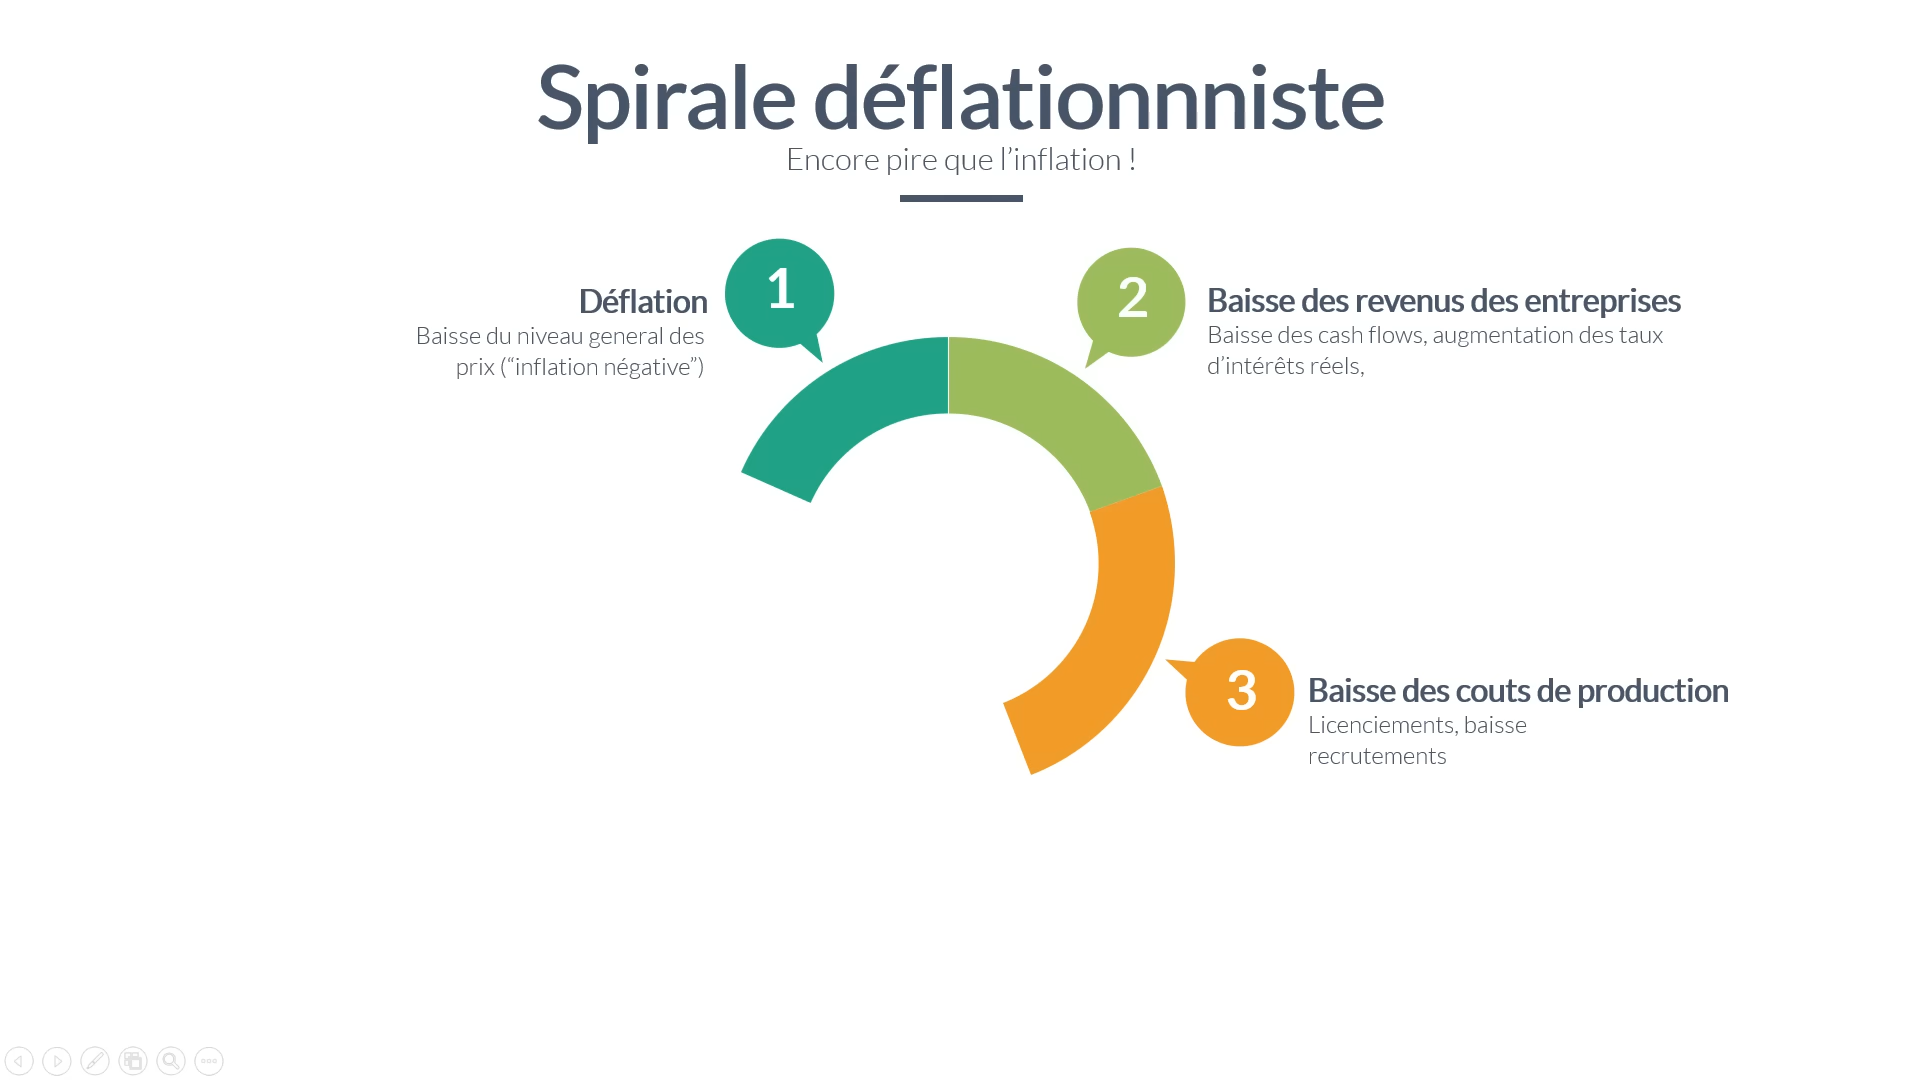 Spirale déflationnniste
Encore pire que l’inflation !
1
Déflation
Baisse du niveau general des
prix (“inflation négative”)
2
Baisse des revenus des entreprises
Baisse des cash flows, augmentation des taux
d’intérêts réels,
3
Baisse des couts de production
Licenciements, baisse
recrutements